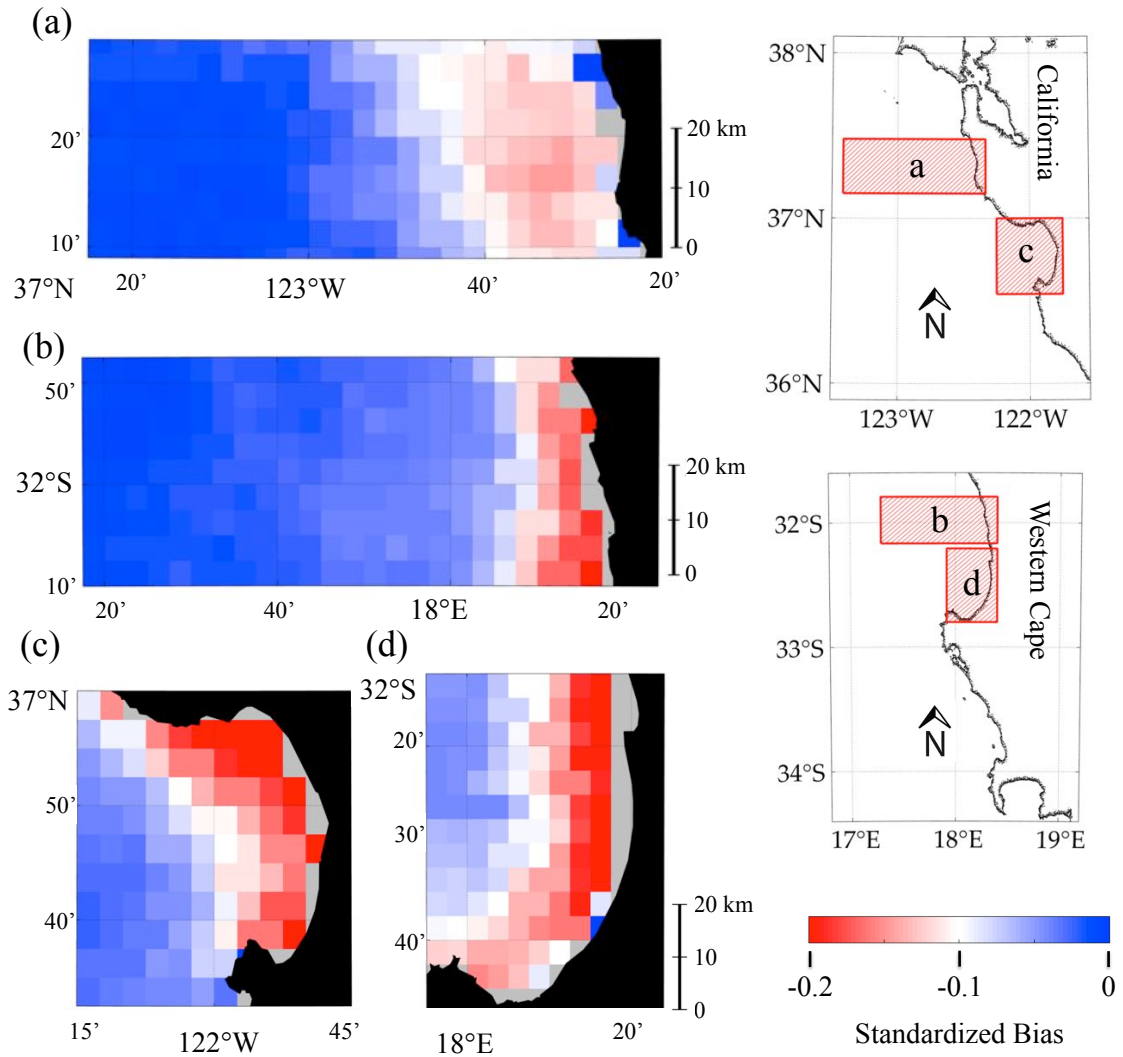 (a)
20’
10’
37°N
20’
123°W
40’
20’
20 km
10
0
(b)
50’
32°S
10’
20’
40’
18°E
20’
20 km
10
0
(c)
37°N
50’
40’
15’
122°W
45’
(d)
32°S
20’
30’
40’
18°E
20’
20 km
10
0
38°N
37°N
36°N
123°W
122°W
California
a
c
N
32°S
33°S
34°S
17°E
18°E
19°E
Western Cape
b
d
N
-0.2
-0.1
0
Standardized Bias